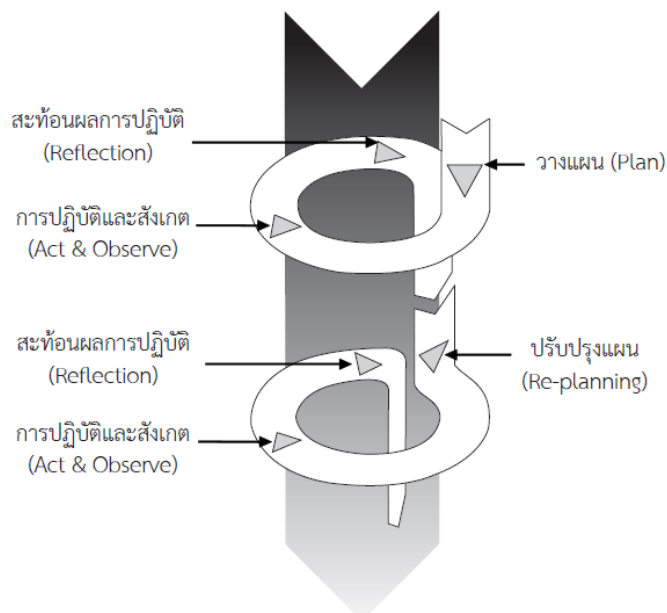 สะท้อนผลการปฏิบัติ
(Reflection)
วางแผน (Plan)
การปฏิบัติและสังเกต
(Act & Observe)
สะท้อนผลการปฏิบัติ
(Reflection)
ปรับปรุงแผน
(Re-planning)
การปฏิบัติและสังเกต
(Act & Observe)